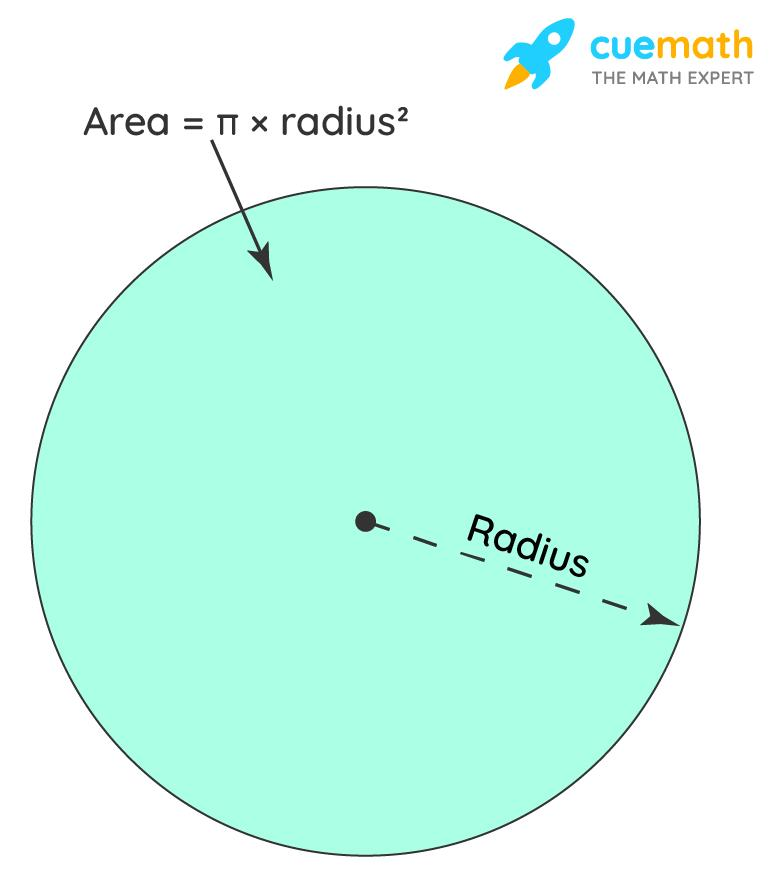 cuemath
THE MATH EXPERT
Area = π × radius²
Radius